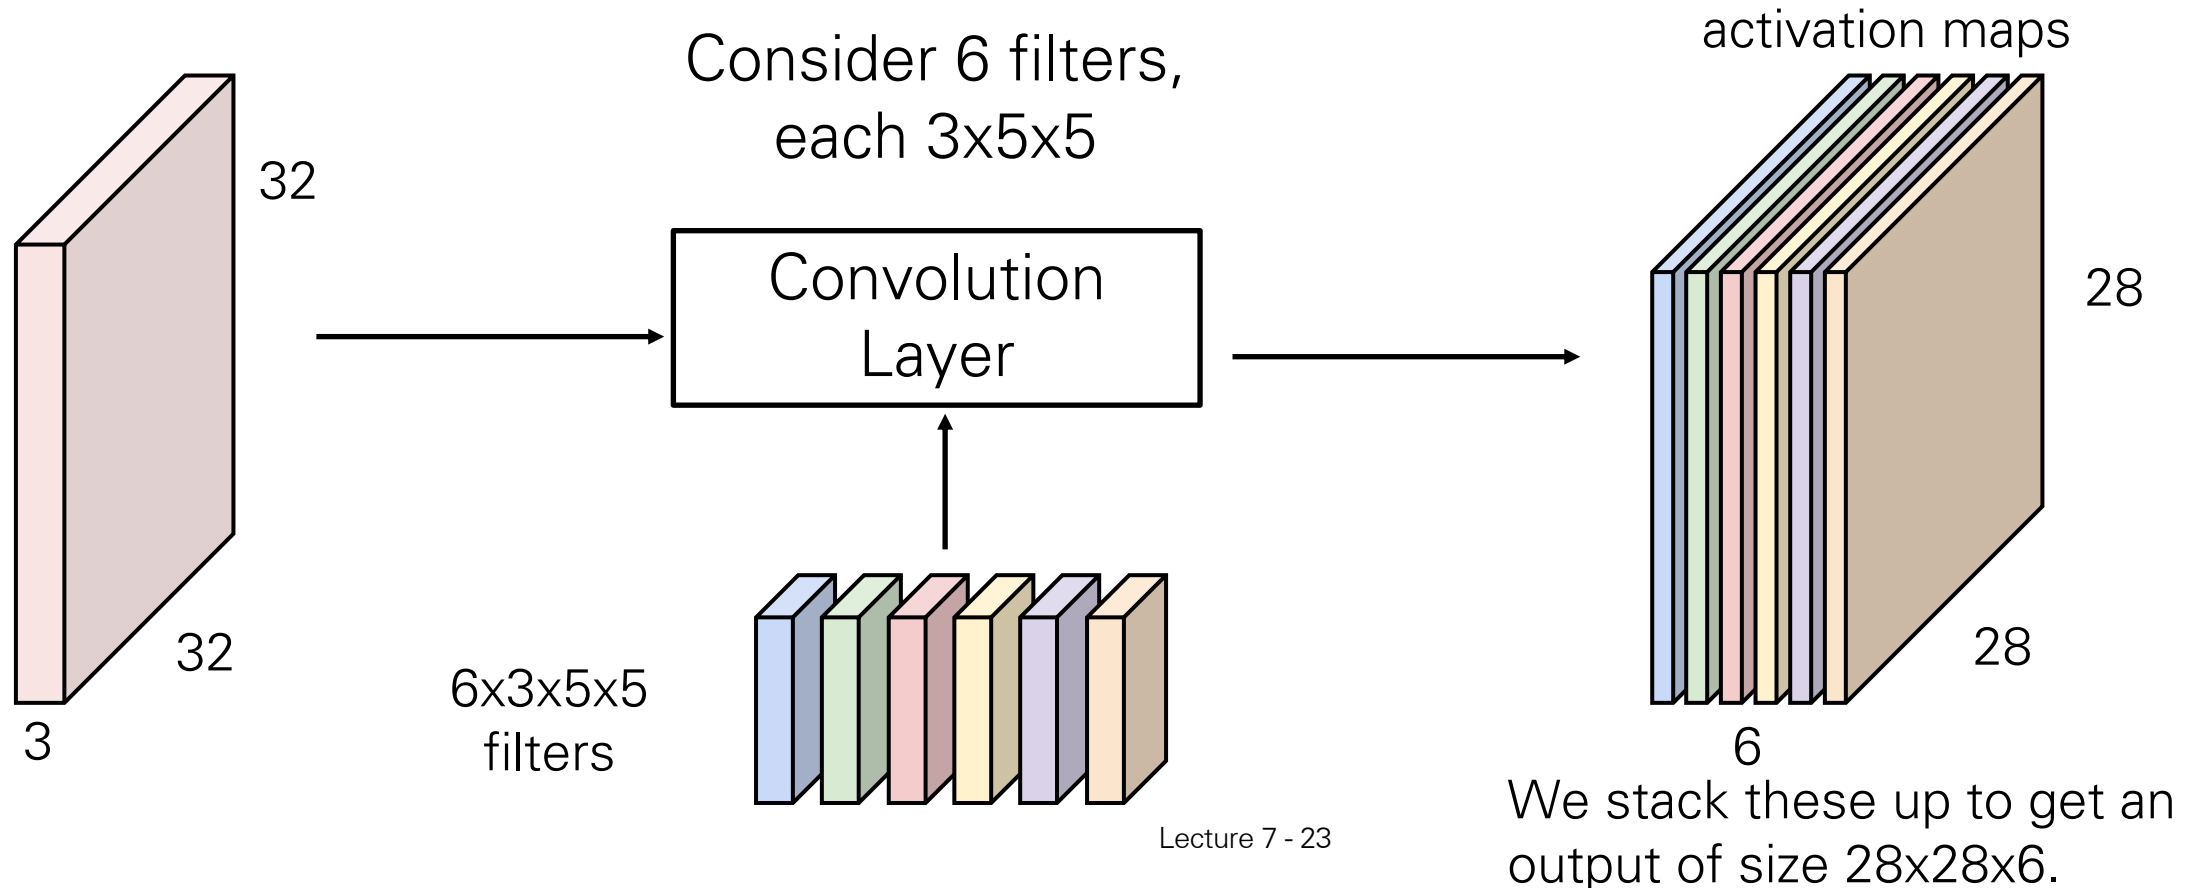 activation maps
Consider 6 filters,
each 3x5x5
32
32
3
Convolution
Layer
6x3x5x5
filters
28
28
6
We stack these up to get an
output of size 28x28x6.
Lecture 7 - 23